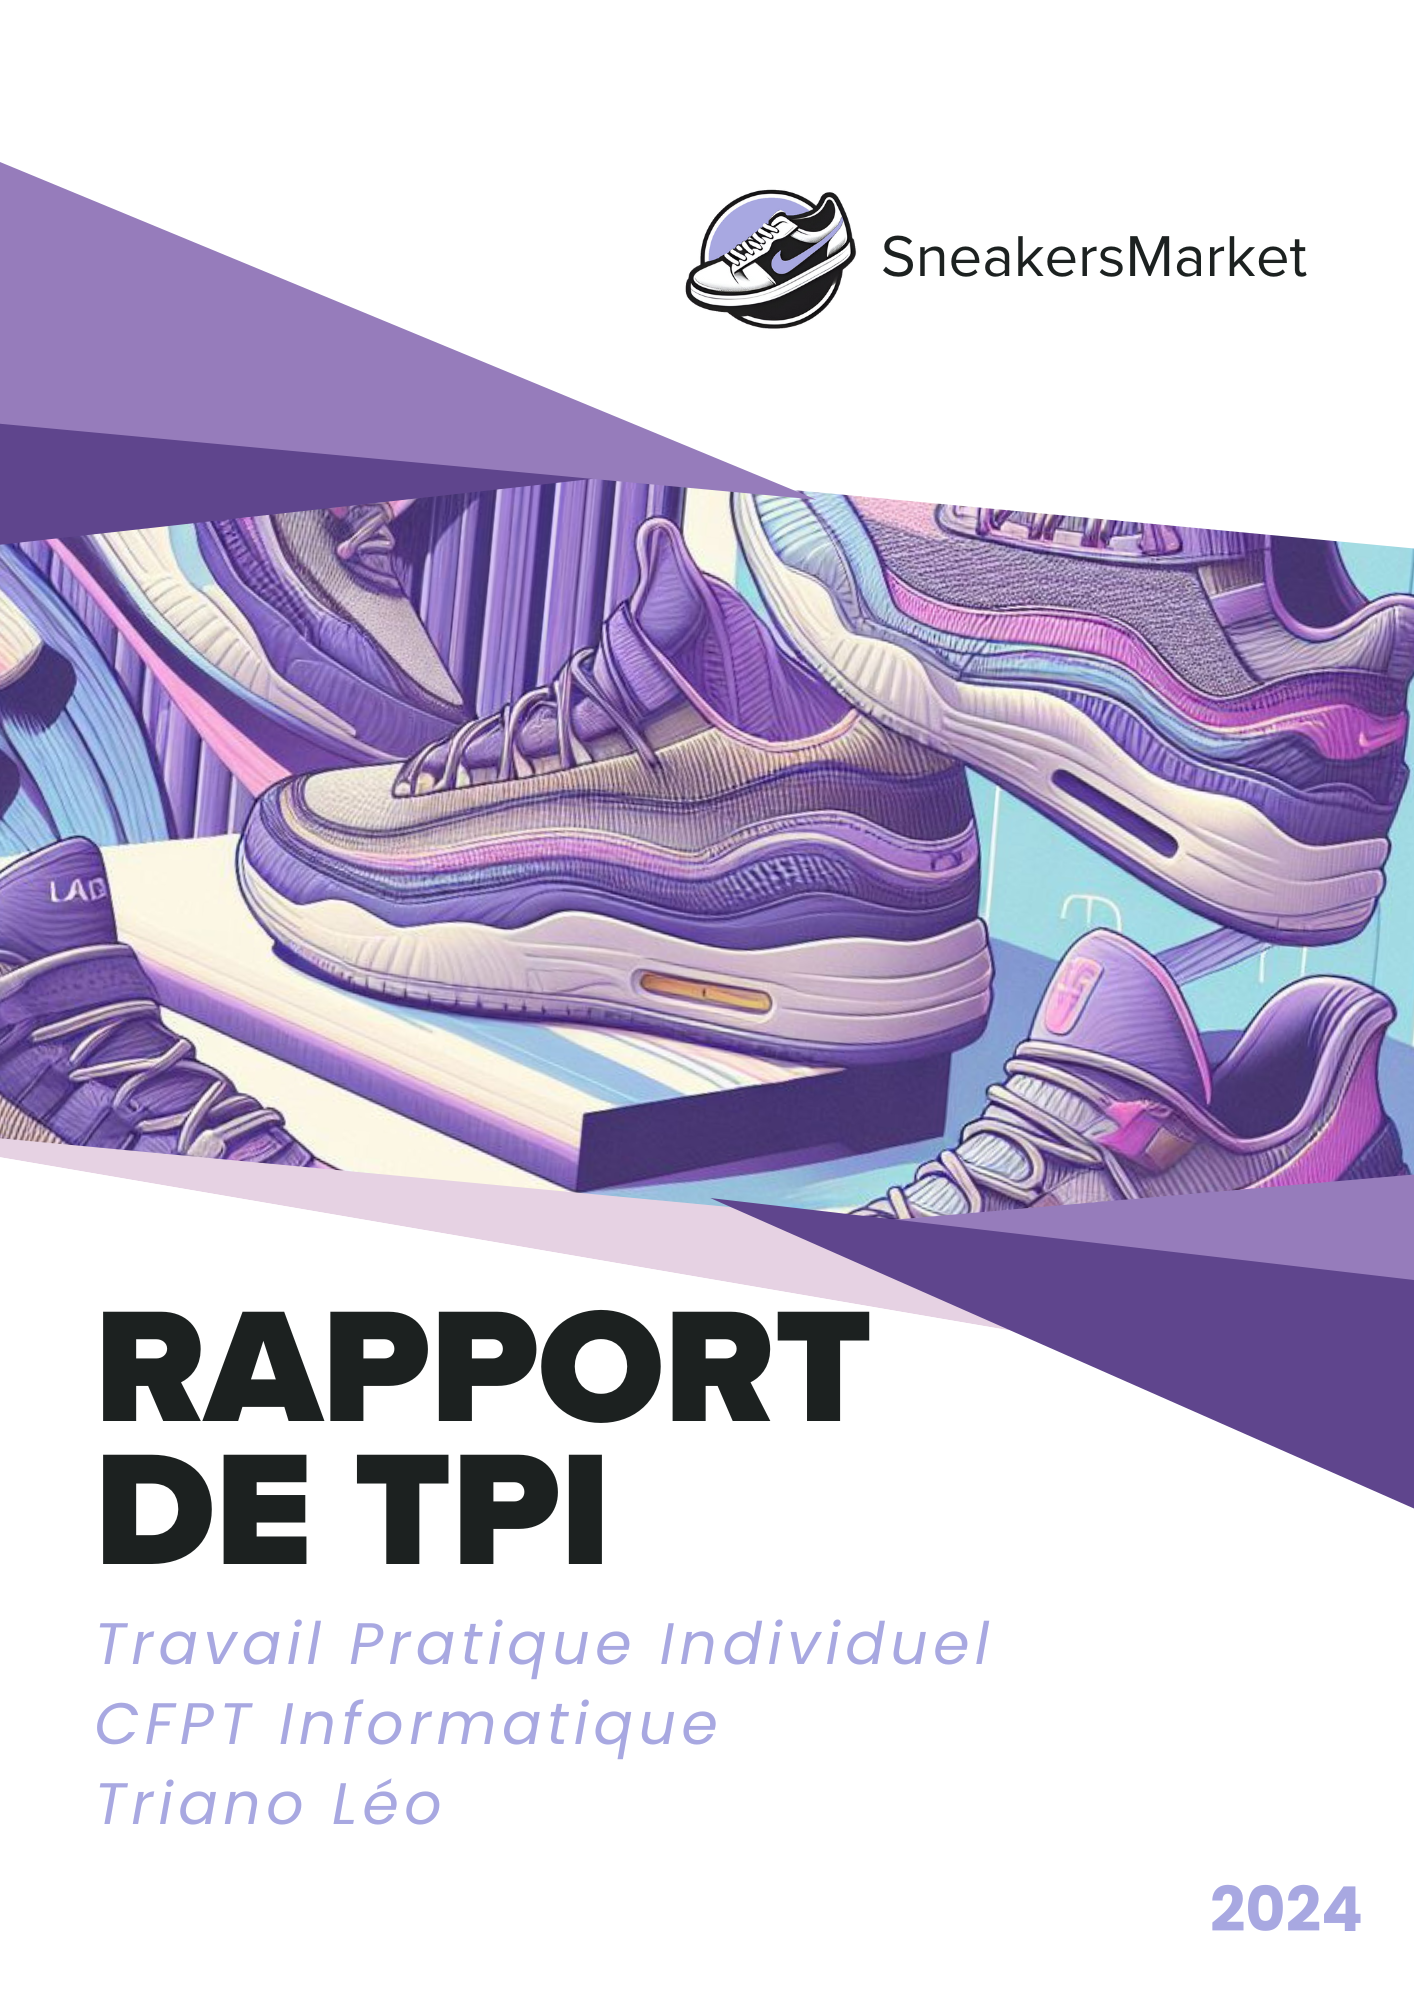 SneakersMarket
RAPPORT
DE TPI
Travail Pratique Individuel
CFPT Informatique
Triano Léo
2024